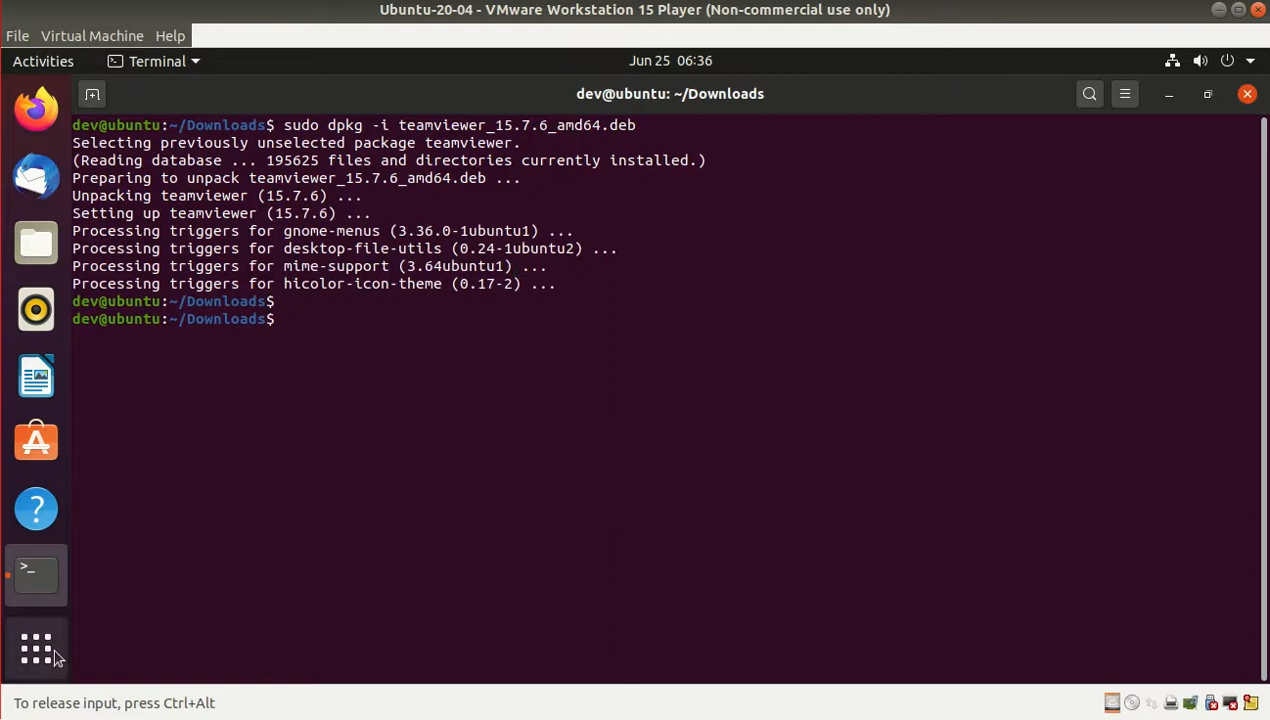 Ubuntu-20-04 - VMware Workstation 15 Player (Non-commercial use only)
File Virtual Machine Help
Activities Terminal Jun 25 06:36
dev@ubuntu: ~/Downloads
dev@ubuntu:~/Downloads$ sudo dpkg -i teamviewer_15.7.6_amd64.deb
Selecting previously unselected package teamviewer.
(Reading database ... 195625 files and directories currently installed.)
Preparing to unpack teamviewer_15.7.6_amd64.deb ...
Unpacking teamviewer (15.7.6) ...
Setting up teamviewer (15.7.6) ...
Processing triggers for gnome-menus (3.36.0-1ubuntu1) ...
Processing triggers for desktop-file-utils (0.24-1ubuntu2) ...
Processing triggers for mime-support (3.64ubuntu1) ...
Processing triggers for hicolor-icon-theme (0.17-2) ...
dev@ubuntu:~/Downloads$
dev@ubuntu:~/Downloads$
To release input, press Ctrl+Alt